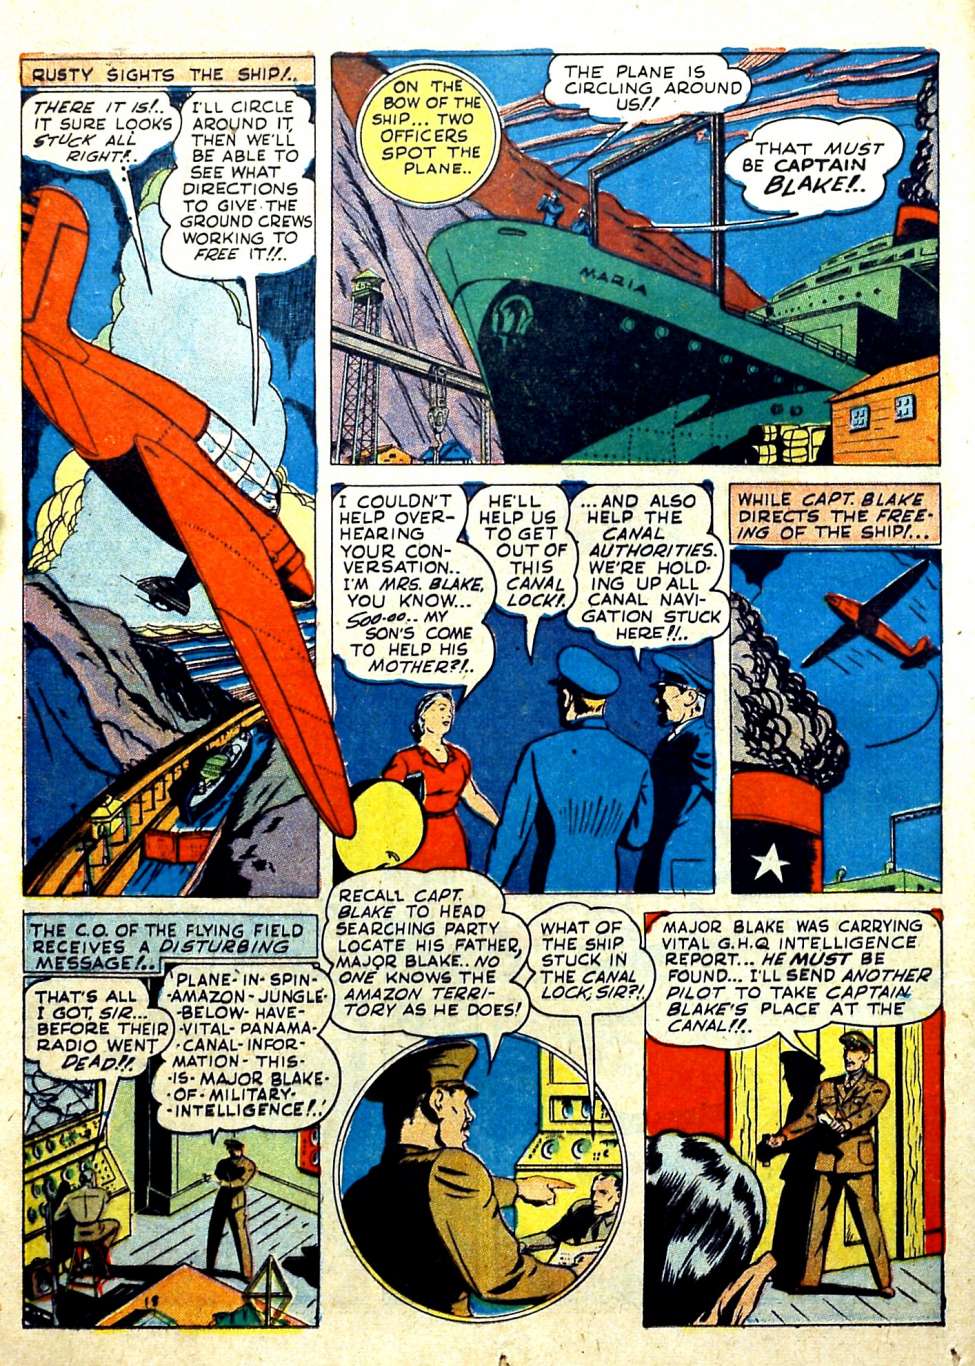 RUSTY SIGHTS THE SHIP!..
THERE IT IS!..
IT SURE LOOKS
STUCK ALL
RIGHT!..
I'LL CIRCLE
AROUND IT,
THEN WE'LL
BE ABLE TO
SEE WHAT
DIRECTIONS
TO GIVE THE
GROUND CREWS
WORKING TO
FREE IT!!..
ON THE
BOW OF THE
SHIP... TWO
OFFICERS
SPOT THE
PLANE..
THE PLANE IS
CIRCLING AROUND
US!!
THAT MUST
BE CAPTAIN
BLAKE!..
MARIA
I COULDN'T
HELP OVER-
HEARING
YOUR CON-
VERSATION..
I'M MRS. BLAKE,
YOU KNOW...
SOO-OO.. MY
SON'S COME
TO HELP HIS
MOTHER?!..
HE'LL
HELP US
TO GET
OUT OF
THIS
CANAL
LOCK!.
...AND ALSO
HELP THE
CANAL
AUTHORITIES.
WE'RE HOLD-
ING UP ALL
CANAL NAVI-
GATION STUCK
HERE!!..
WHILE CAPT. BLAKE
DIRECTS THE FREE-
ING OF THE SHIP!...
THE C.O. OF THE FLYING FIELD
RECEIVES A DISTURBING
MESSAGE!..
THAT'S ALL
I GOT, SIR...
BEFORE THEIR
RADIO WENT
DEAD!!.
PLANE-IN-SPIN-
-AMAZON-JUNGLE-
-BELOW-HAVE-
-VITAL-PANAMA-
-CANAL-INFOR-
MATION-THIS-
-IS-MAJOR BLAKE-
-OF-MILITARY-
-INTELLIGENCE!..'
RECALL CAPT.
BLAKE TO HEAD
SEARCHING PARTY
LOCATE HIS FATHER,
MAJOR BLAKE.. NO
ONE KNOWS THE
AMAZON TERRI-
TORY AS HE DOES!
WHAT OF
THE SHIP
STUCK IN
THE CANAL
LOCK, SIR?!
MAJOR BLAKE WAS CARRYING
VITAL G.H.Q INTELLIGENCE
REPORT... HE MUST BE
FOUND... I'LL SEND ANOTHER
PILOT TO TAKE CAPTAIN
BLAKE'S PLACE AT THE
CANAL!!..
18